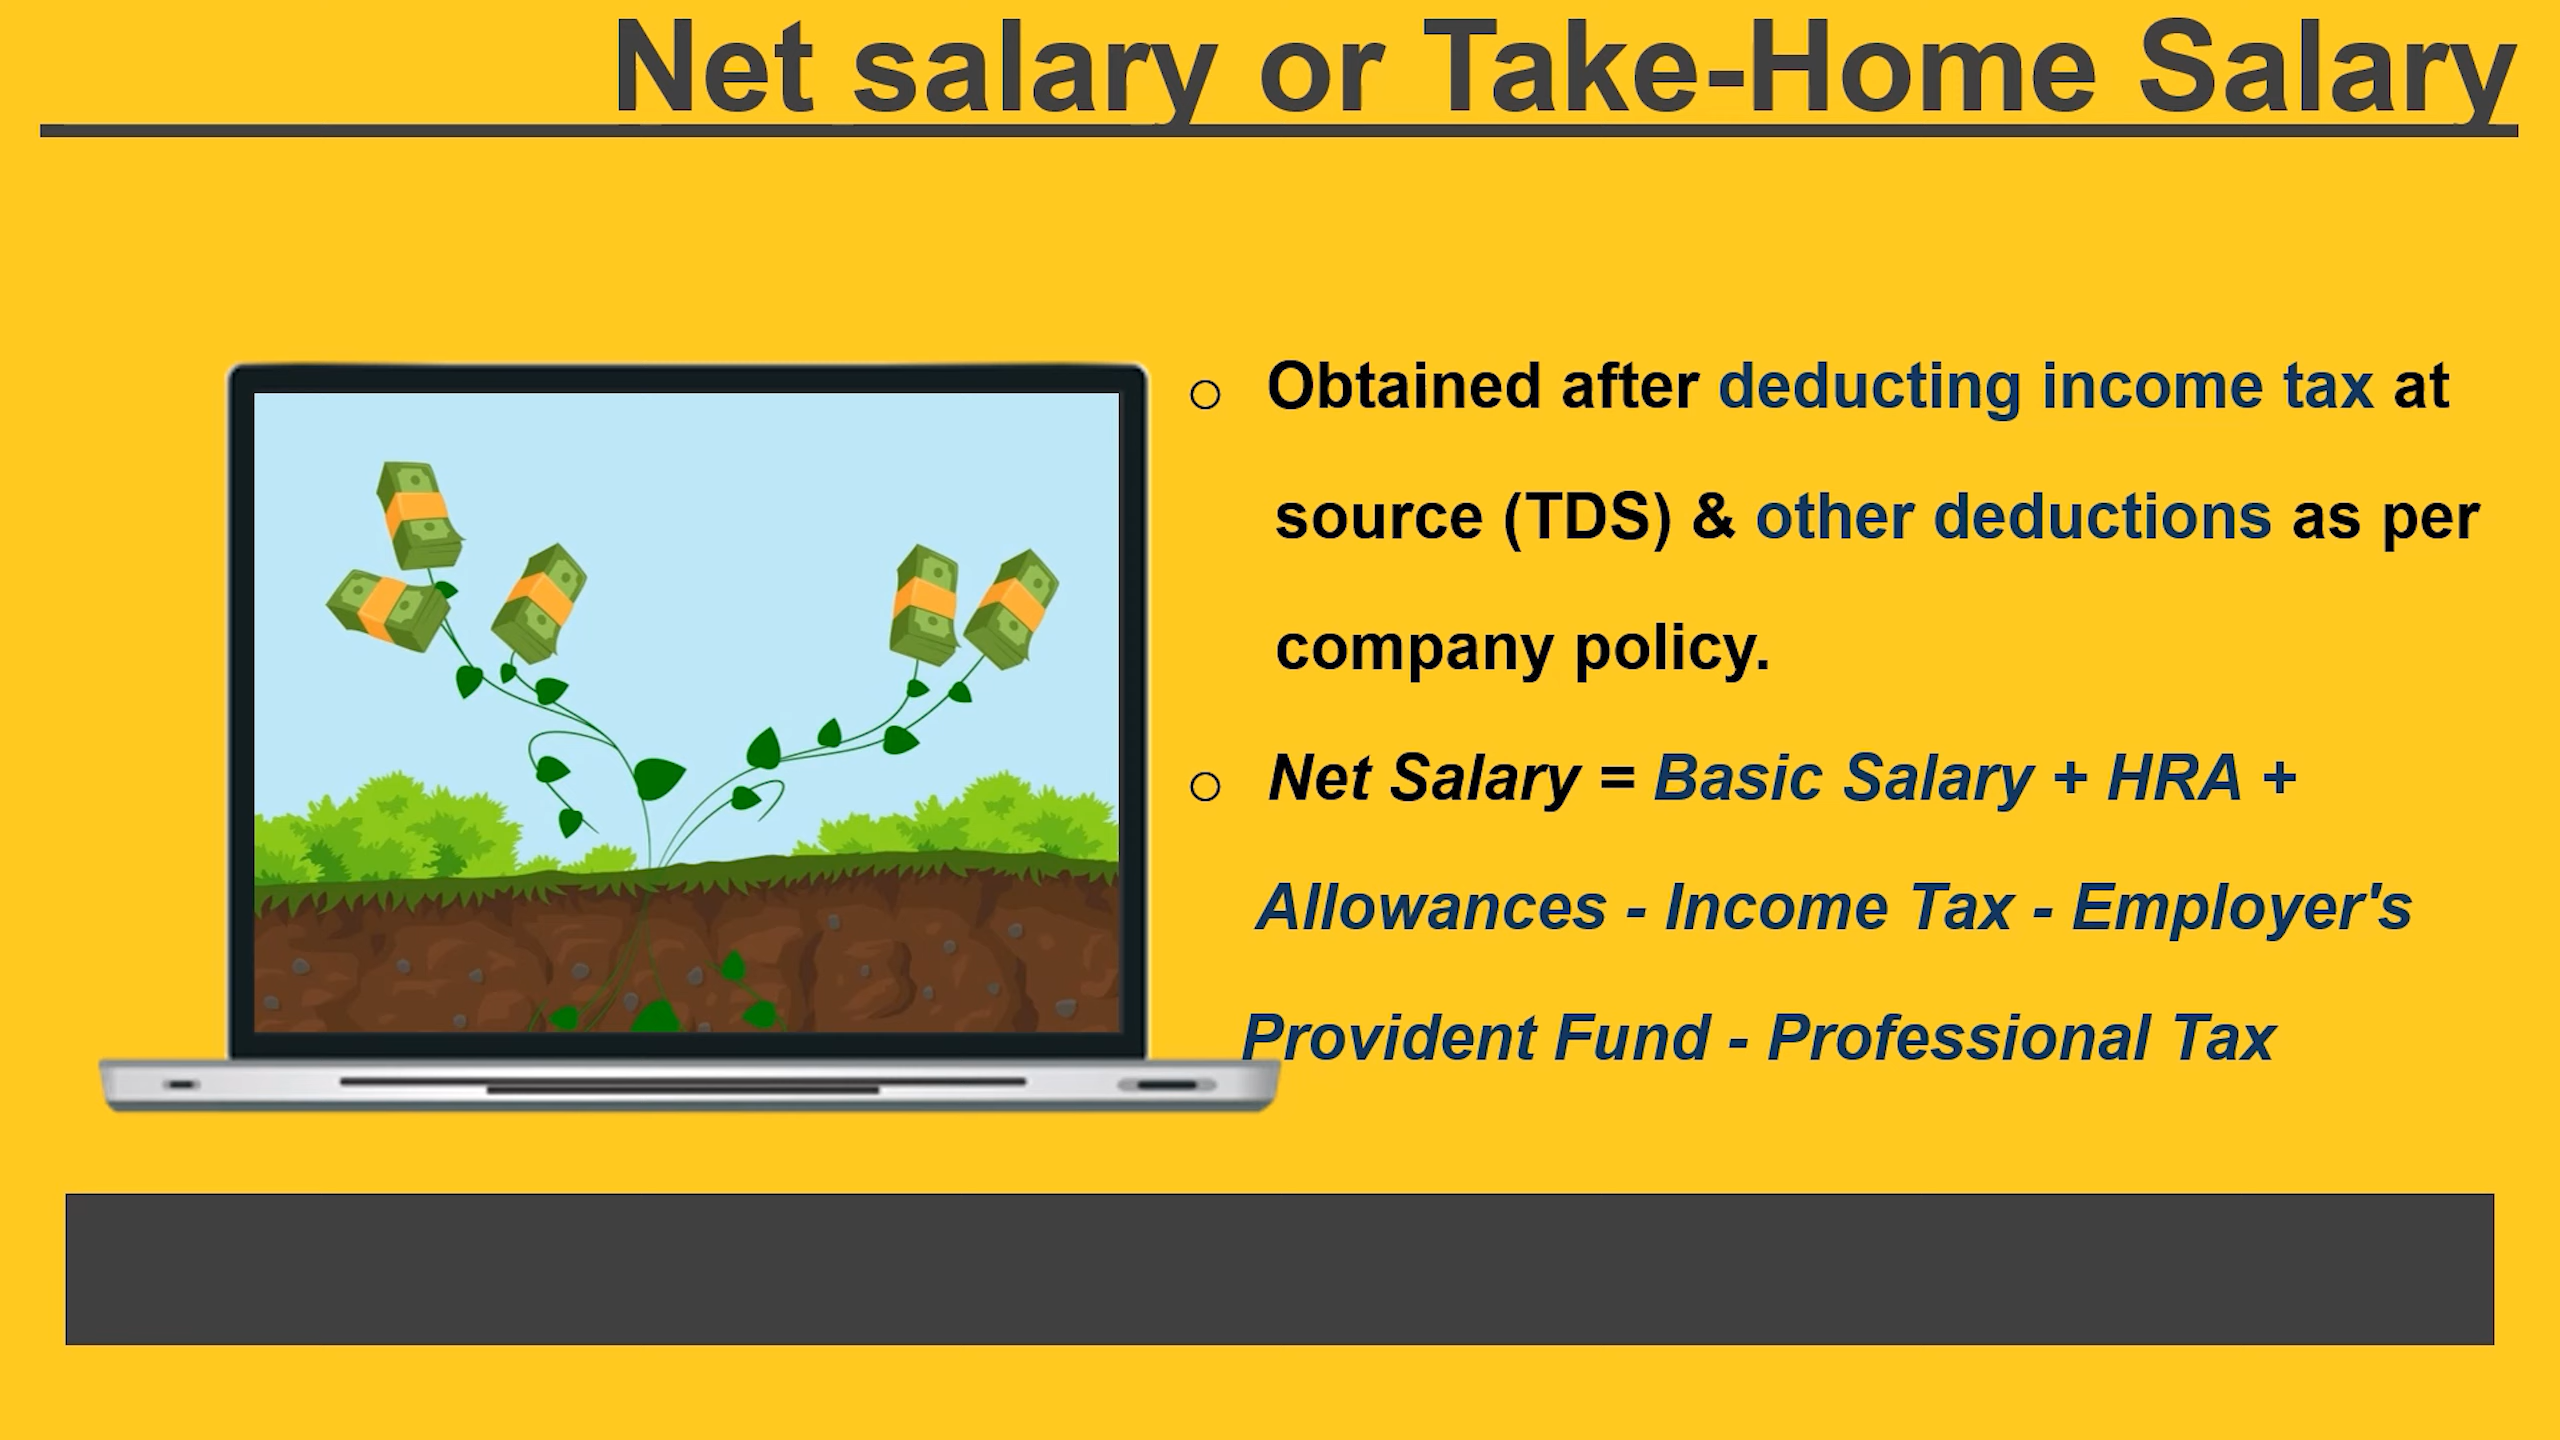 Net salary or Take-Home Salary
Obtained after deducting income tax at
source (TDS) & other deductions as per
company policy.
Net Salary = Basic Salary + HRA +
Allowances - Income Tax - Employer's
Provident Fund - Professional Tax